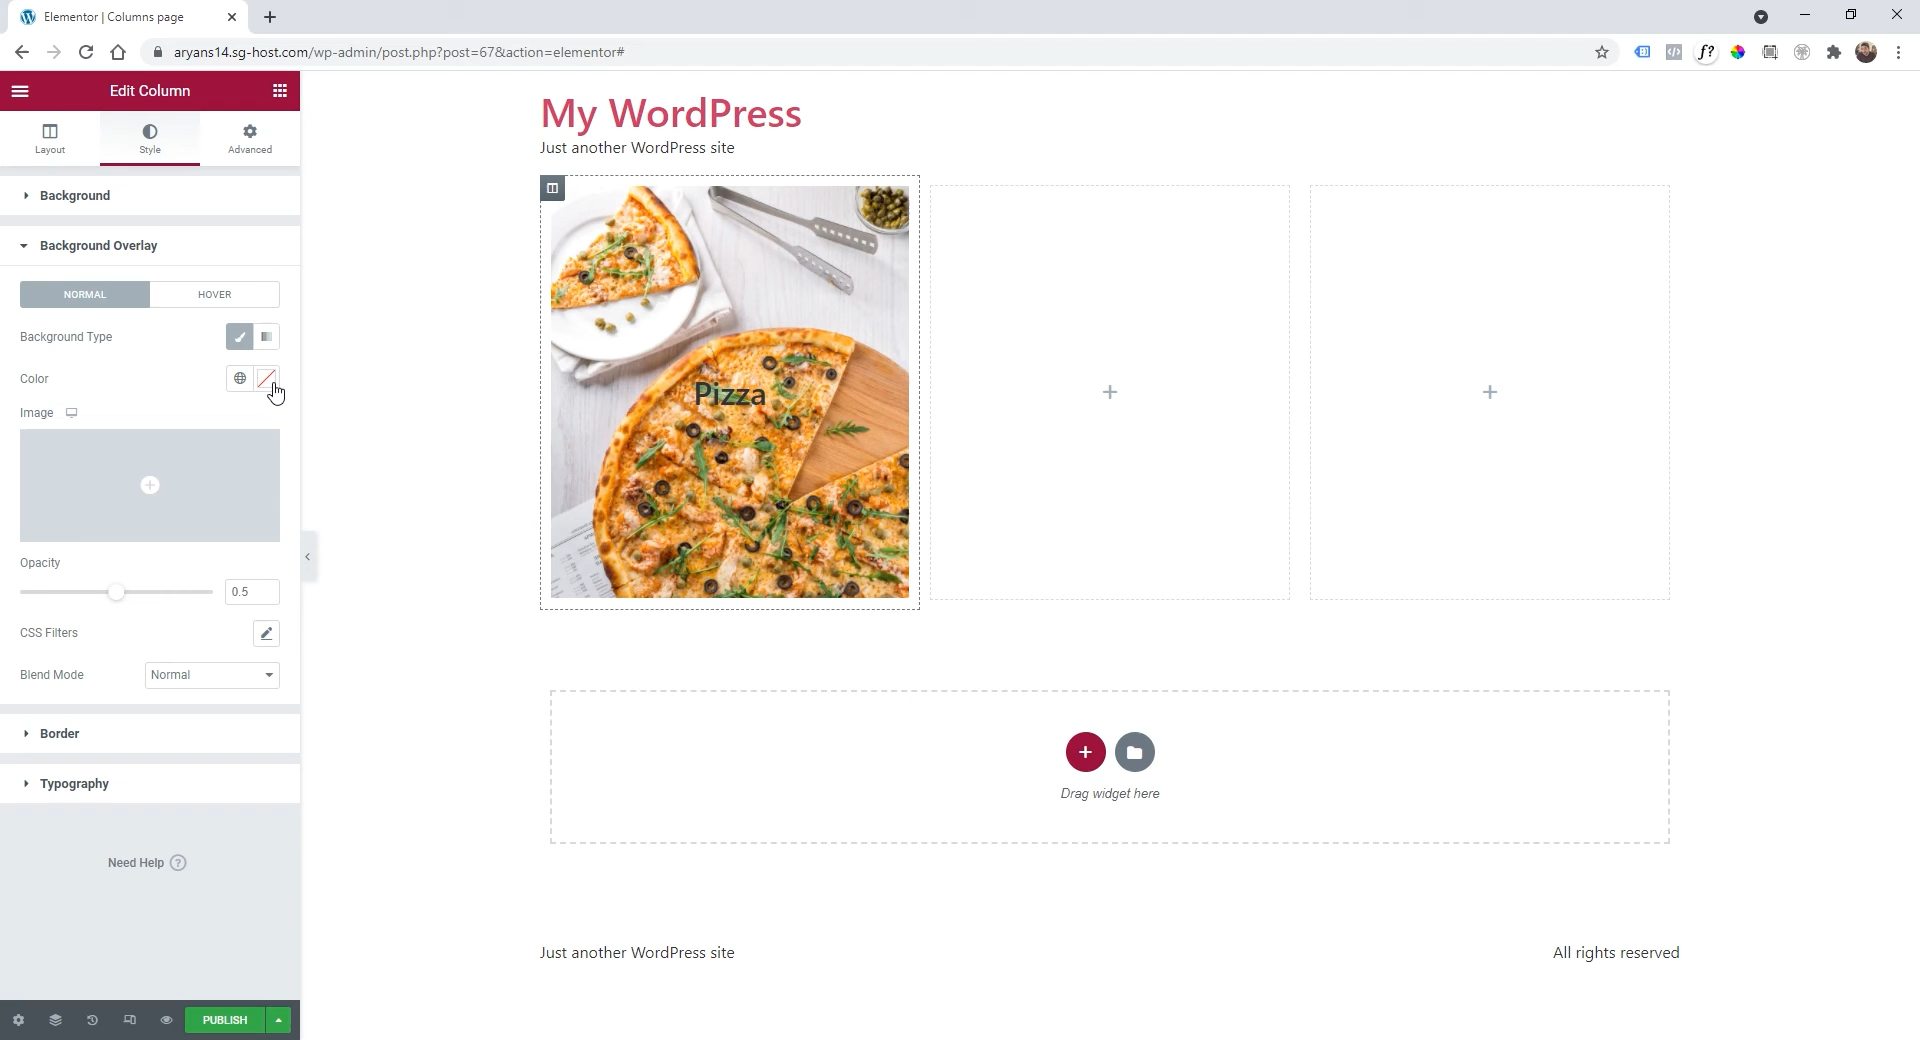 Elementor | Columns page
aryans14.sg-host.com/wp-admin/post.php?post=67&action=elementor#
f?
Edit Column
Layout
Style
Advanced
Background
Background Overlay
NORMAL
HOVER
Background Type
Color
Image
Opacity
0.5
CSS Filters
Blend Mode
Normal
Border
Typography
Need Help ?
PUBLISH
My WordPress
Just another WordPress site
Pizza
Drag widget here
Just another WordPress site
All rights reserved